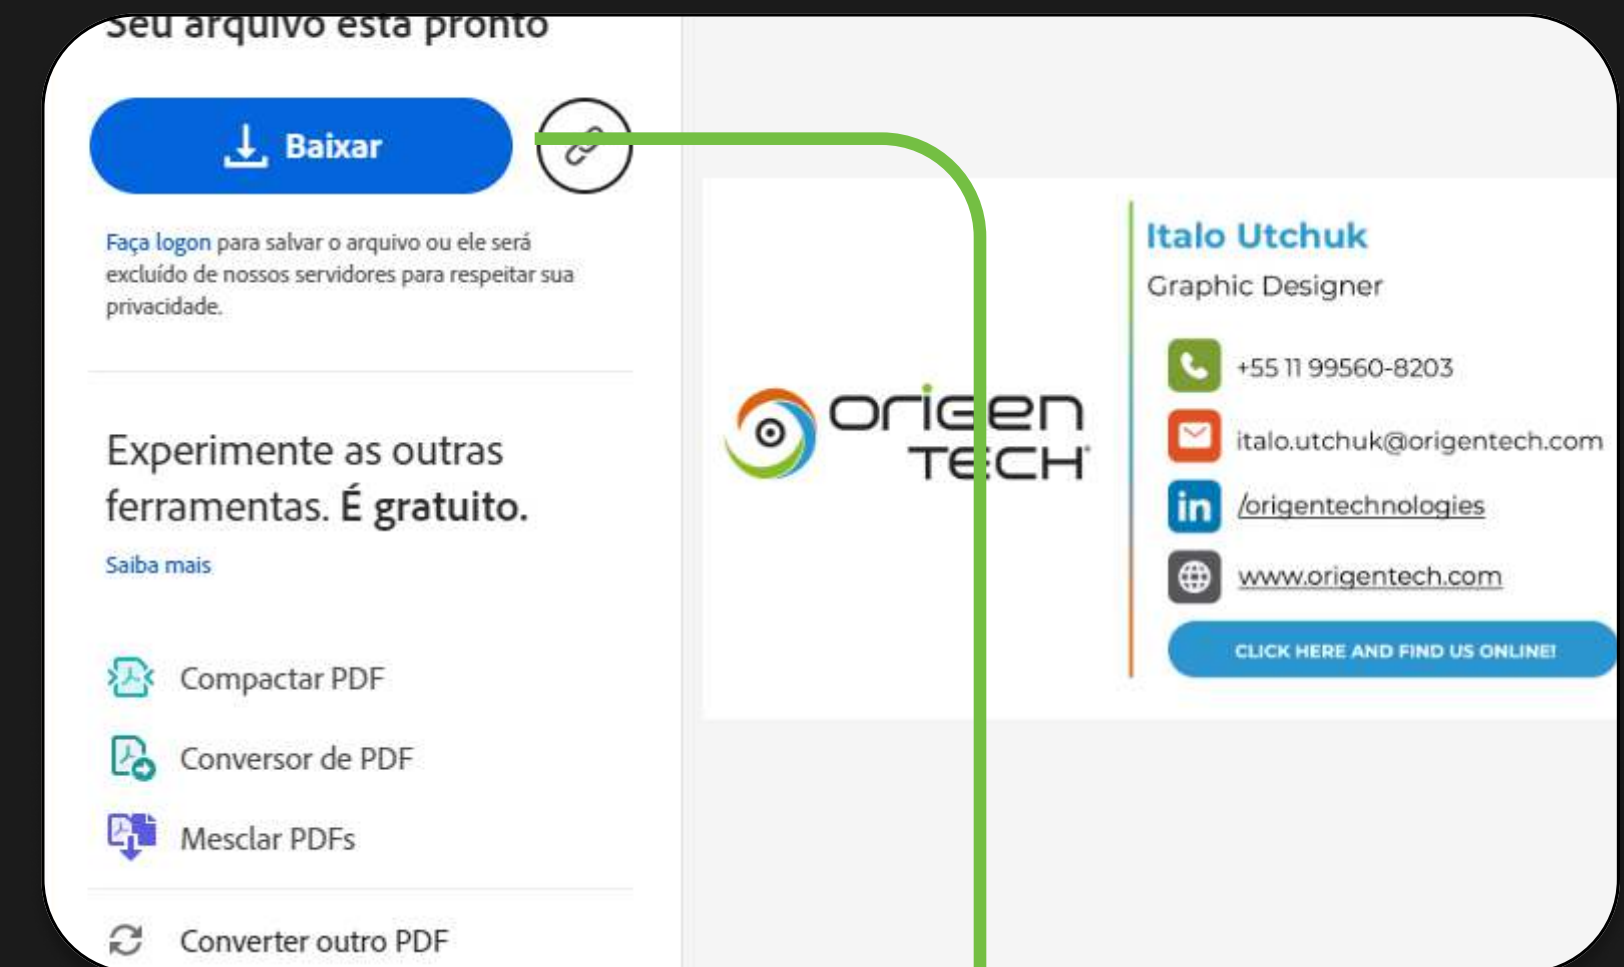 Seu arquivo está pronto
Baixar
Faça logon para salvar o arquivo ou ele será
excluído de nossos servidores para respeitar sua
privacidade.
Experimente as outras
ferramentas. É gratuito.
Saiba mais
Compactar PDF
Conversor de PDF
Mesclar PDFs
Converter outro PDF
origen
TECH
Italo Utchuk
Graphic Designer
+55 11 99560-8203
italo.utchuk@origentech.com
in /origentechnologies
www.origentech.com
CLICK HERE AND FIND US ONLINE!